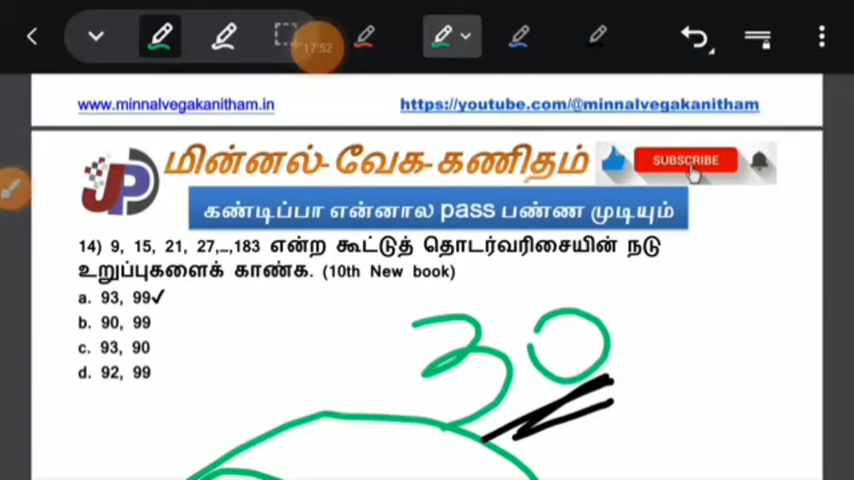 17:52
www.minnalvegakanitham.in
https://youtube.com/@minnalvegakanitham
JP மின்னல்-வேக-கணிதம்
SUBSCRIBE
கண்டிப்பா என்னால pass பண்ண முடியும்
14) 9, 15, 21, 27,…,183 என்ற கூட்டுத் தொடர்வரிசையின் நடு
உறுப்புகளைக் காண்க. (10th New book)
a. 93, 99✓
b. 90, 99
c. 93, 90
d. 92, 99
30